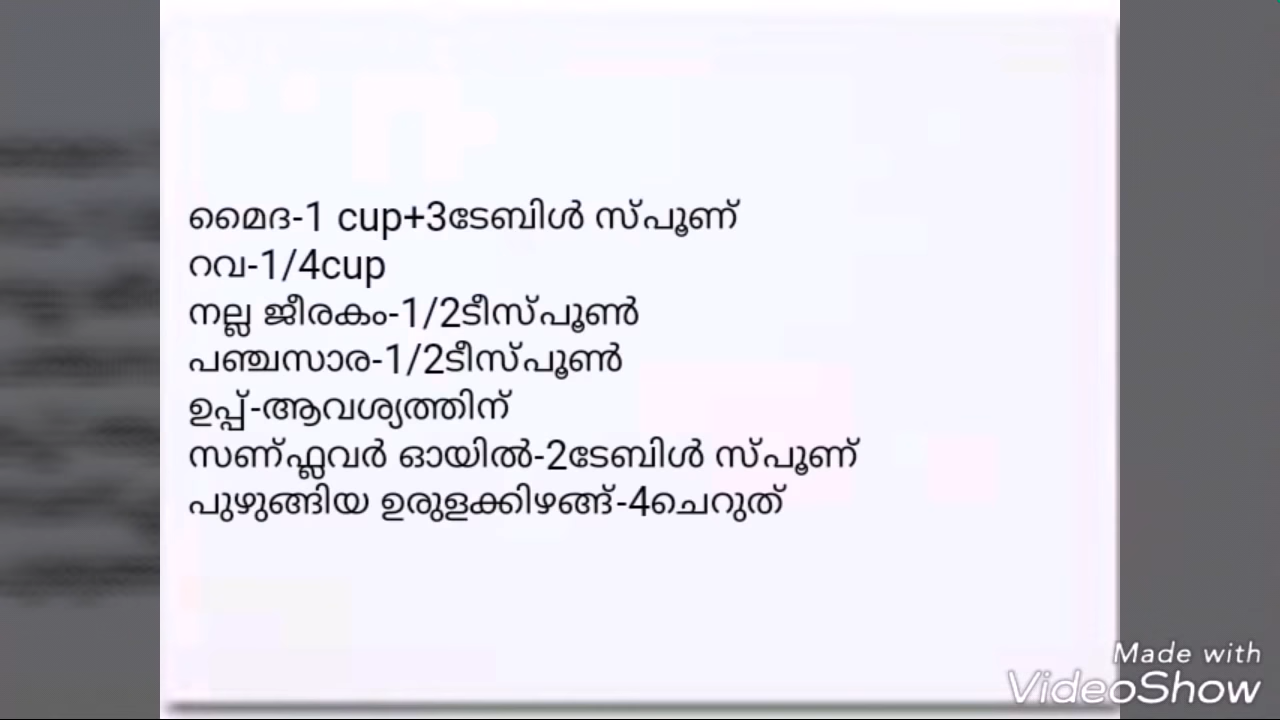 മൈദ-1 cup+3ടേബിൾ സ്പൂണ്
റവ-1/4cup
നല്ല ജീരകം-1/2ടീസ്പൂൺ
പഞ്ചസാര-1/2ടീസ്പൂൺ
ഉപ്പ്-ആവശ്യത്തിന്
സണ്ഫ്ലവർ ഓയിൽ-2ടേബിൾ സ്പൂണ്
പുഴുങ്ങിയ ഉരുളക്കിഴങ്ങ്-4ചെറുത്
Made with
VideoShow